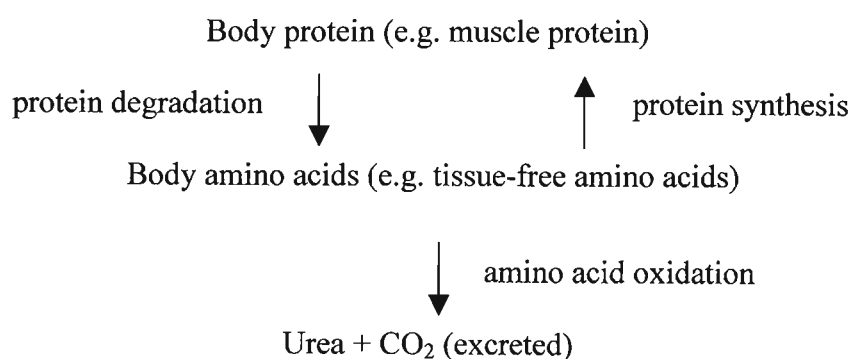 Body protein (e.g. muscle protein)
protein degradation
protein synthesis
Body amino acids (e.g. tissue-free amino acids)
amino acid oxidation
Urea + CO₂ (excreted)